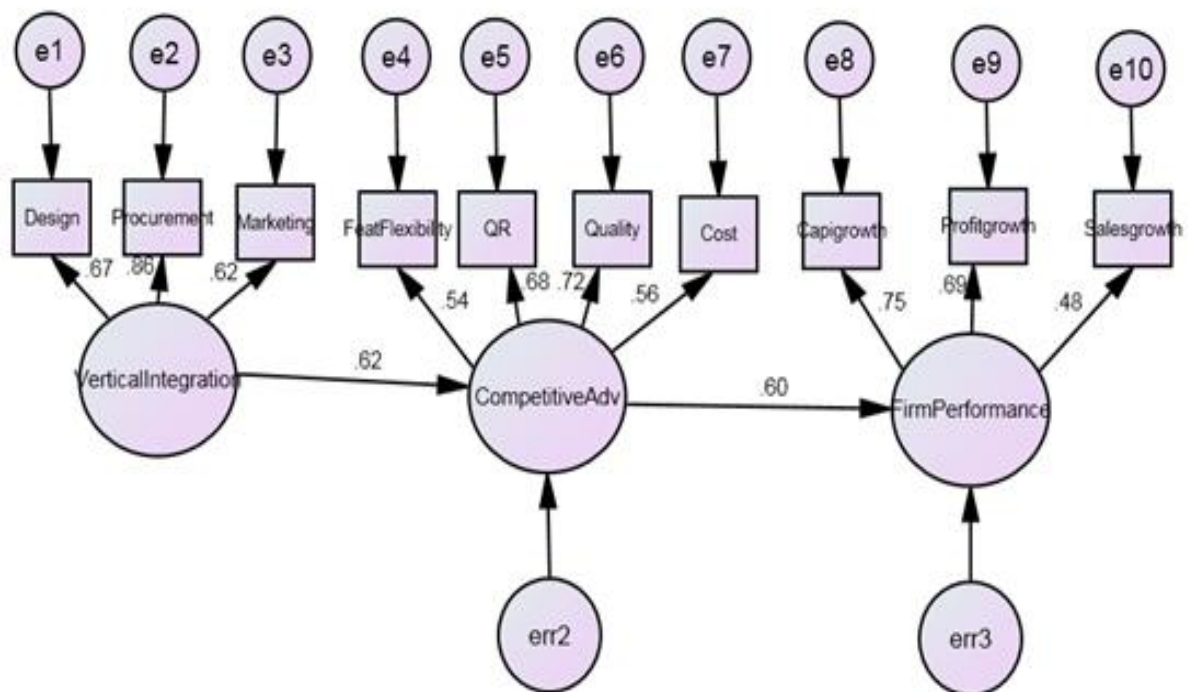 e1
e2
e3
e4
e5
e6
e7
e8
e9
e10
Design
Procurement
Marketing
FeatFlexibility
QR
Quality
Cost
Capigrowth
Profitgrowth
Salesgrowth
.67
.86
.62
.54
.68
.72
.56
.75
.69
.48
VerticalIntegration
.62
CompetitiveAdv
.60
FirmPerformance
err2
err3